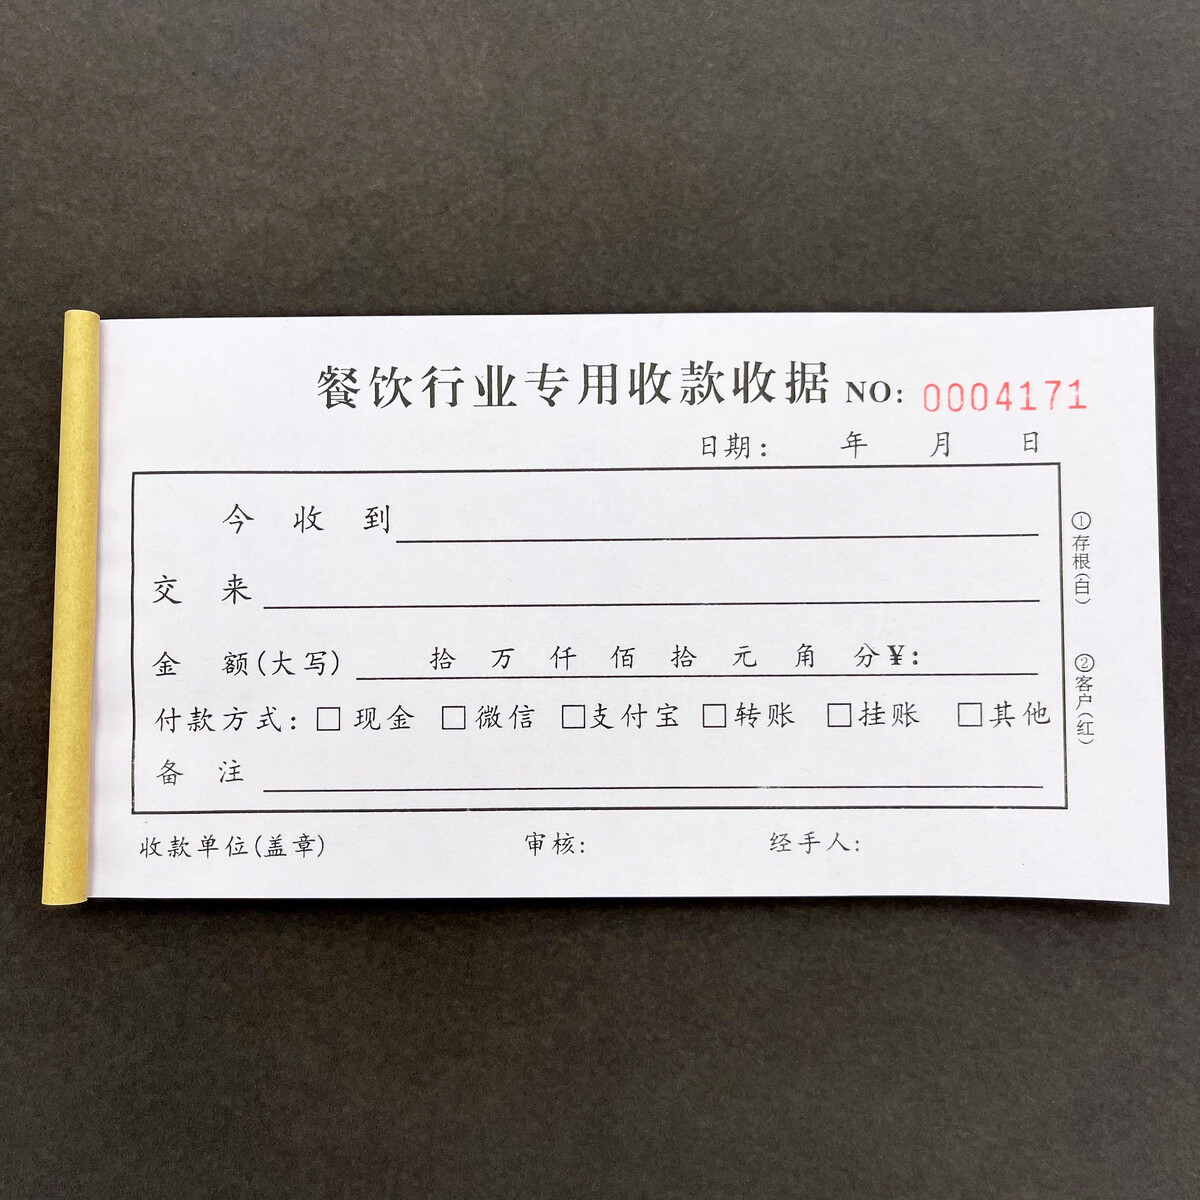 餐饮行业专用收款收据 NO: 0004171
日期: 年 月 日
今 收 到
交 来
金 额(大写) 拾 万 仟 佰 拾 元 角 分¥:
付款方式: □现金 □微信 □支付宝 □转账 □挂账 □其他
备 注
收款单位(盖章) 审核: 经手人:
①存根(白)
②客户(红)